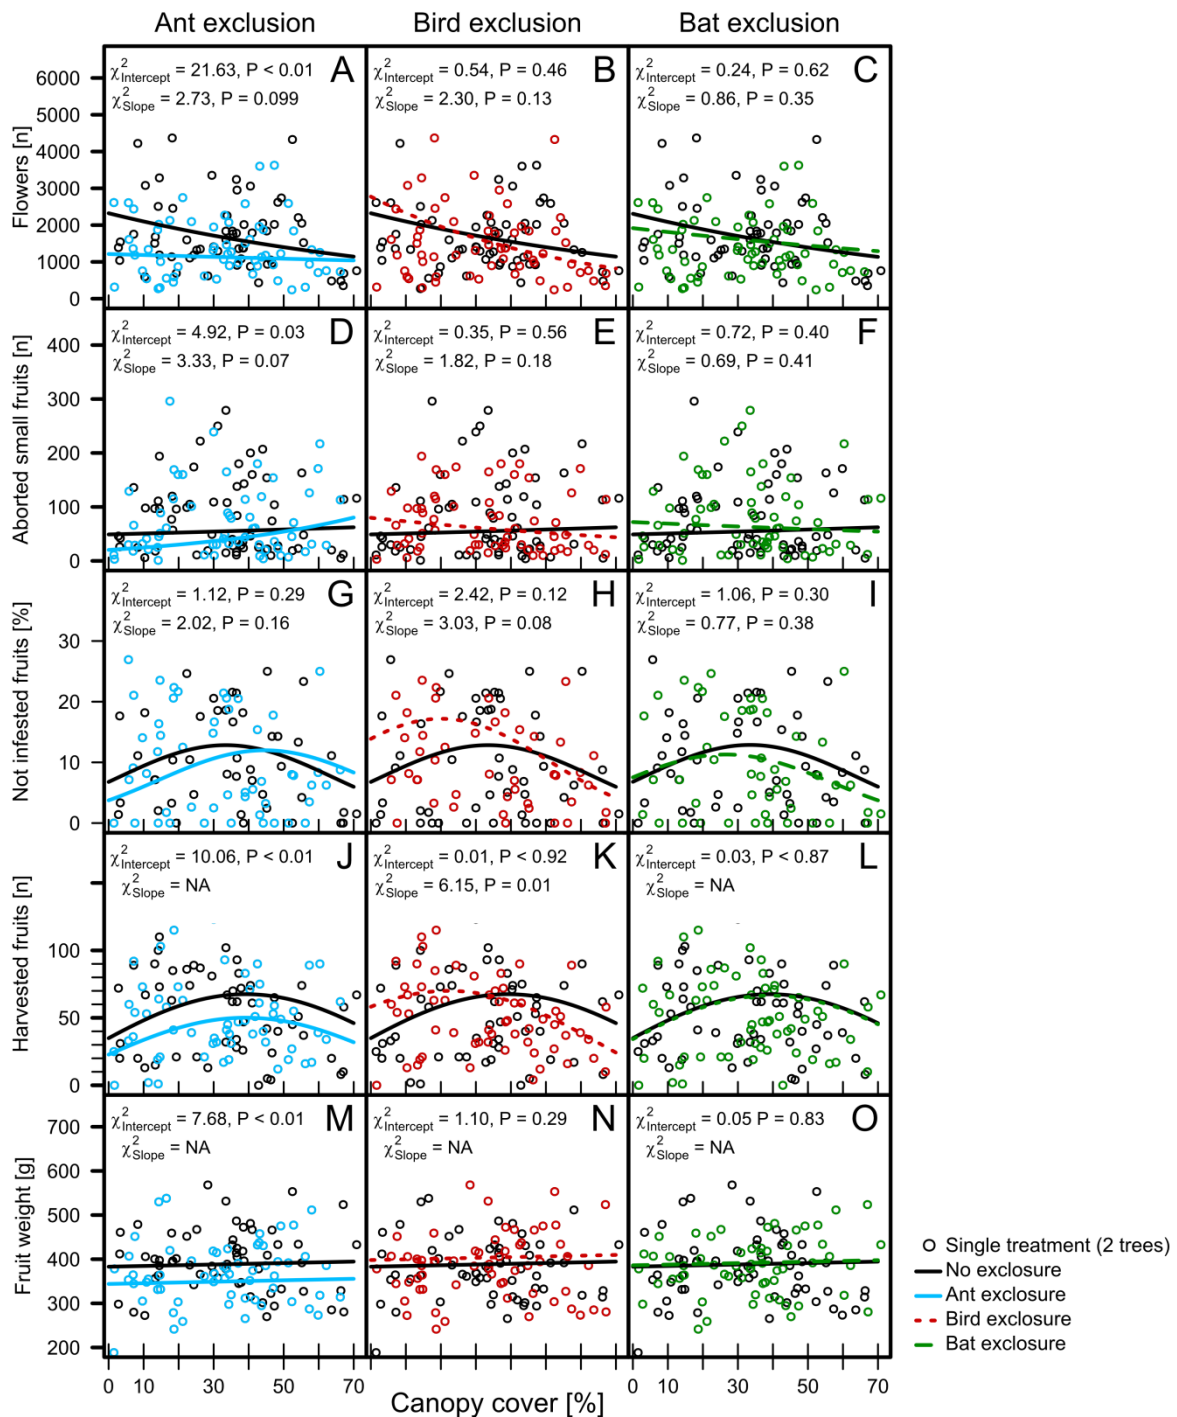 Ant exclusion Bird exclusion Bat exclusion
Flowers [n]
6000
5000
4000
3000
2000
1000
0
χ²Intercept = 21.63, P < 0.01 A
χ²Slope = 2.73, P = 0.099
χ²Intercept = 0.54, P = 0.46 B
χ²Slope = 2.30, P = 0.13
χ²Intercept = 0.24, P = 0.62 C
χ²Slope = 0.86, P = 0.35
Aborted small fruits [n]
400
300
200
100
0
χ²Intercept = 4.92, P = 0.03 D
χ²Slope = 3.33, P = 0.07
χ²Intercept = 0.35, P = 0.56 E
χ²Slope = 1.82, P = 0.18
χ²Intercept = 0.72, P = 0.40 F
χ²Slope = 0.69, P = 0.41
Not infested fruits [%]
30
20
10
0
χ²Intercept = 1.12, P = 0.29 G
χ²Slope = 2.02, P = 0.16
χ²Intercept = 2.42, P = 0.12 H
χ²Slope = 3.03, P = 0.08
χ²Intercept = 1.06, P = 0.30 I
χ²Slope = 0.77, P = 0.38
Harvested fruits [n]
100
50
0
χ²Intercept = 10.06, P < 0.01 J
χ²Slope = NA
χ²Intercept = 0.01, P < 0.92 K
χ²Slope = 6.15, P = 0.01
χ²Intercept = 0.03, P < 0.87 L
χ²Slope = NA
Fruit weight [g]
700
600
500
400
300
200
χ²Intercept = 7.68, P < 0.01 M
χ²Slope = NA
χ²Intercept = 1.10, P = 0.29 N
χ²Slope = NA
χ²Intercept = 0.05 P = 0.83 O
χ²Slope = NA
0 10 30 50 70
0 10 30 50 70
Canopy cover [%]
Single treatment (2 trees)
No exclosure
Ant exclosure
Bird exclosure
Bat exclosure